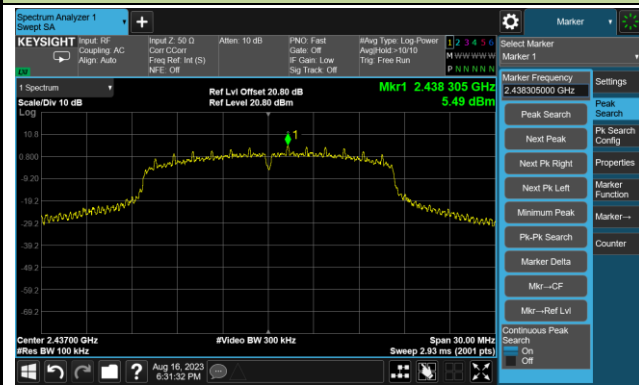 Spectrum Analyzer 1
Swept SA
Marker
KEYSIGHT
Input: RF
Coupling: AC
Align: Auto
Input Z: 50 Ω
Corr CCorr
Freq Ref: Int (S)
NFE: Off
Atten: 10 dB
PNO: Fast
Gate: Off
IF Gain: Low
Sig Track: Off
#Avg Type: Log-Power
Avg|Hold:>10/10
Trig: Free Run
1 2 3 4 5 6
M W W W W W
P N N N N N
Select Marker
Marker 1
1 Spectrum
Scale/Div 10 dB
Log
Ref Lvl Offset 20.80 dB
Ref Level 20.80 dBm
Mkr1 2.438 305 GHz
5.49 dBm
1
10.8
0.800
-9.20
-19.2
-29.2
-39.2
-49.2
-59.2
-69.2
Center 2.43700 GHz
#Res BW 100 kHz
#Video BW 300 kHz
Span 30.00 MHz
Sweep 2.93 ms (2001 pts)
Marker Frequency
2.438305000 GHz
Peak Search
Next Peak
Next Pk Right
Next Pk Left
Minimum Peak
Pk-Pk Search
Marker Delta
Mkr→CF
Mkr→Ref Lvl
Continuous Peak
Search
On
Off
Settings
Peak
Search
Pk Search
Config
Properties
Marker
Function
Marker→
Counter
Aug 16, 2023
6:31:32 PM